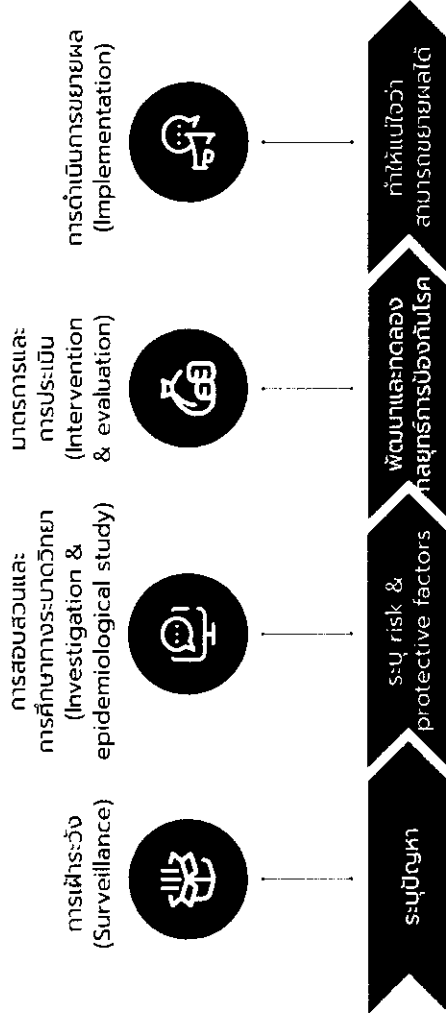 การเฝ้าระวัง
(Surveillance)
ระบุปัญหา
การสอบสวนและ
การศึกษาทางระบาดวิทยา
(Investigation &
epidemiological study)
ระบุ risk &
protective factors
มาตรการและ
การประเมิน
(Intervention
& evaluation)
พัฒนาและทดลอง
กลยุทธ์การป้องกันโรค
การดำเนินการขยายผล
(Implementation)
ทำให้แน่ใจว่า
สามารถขยายผลได้